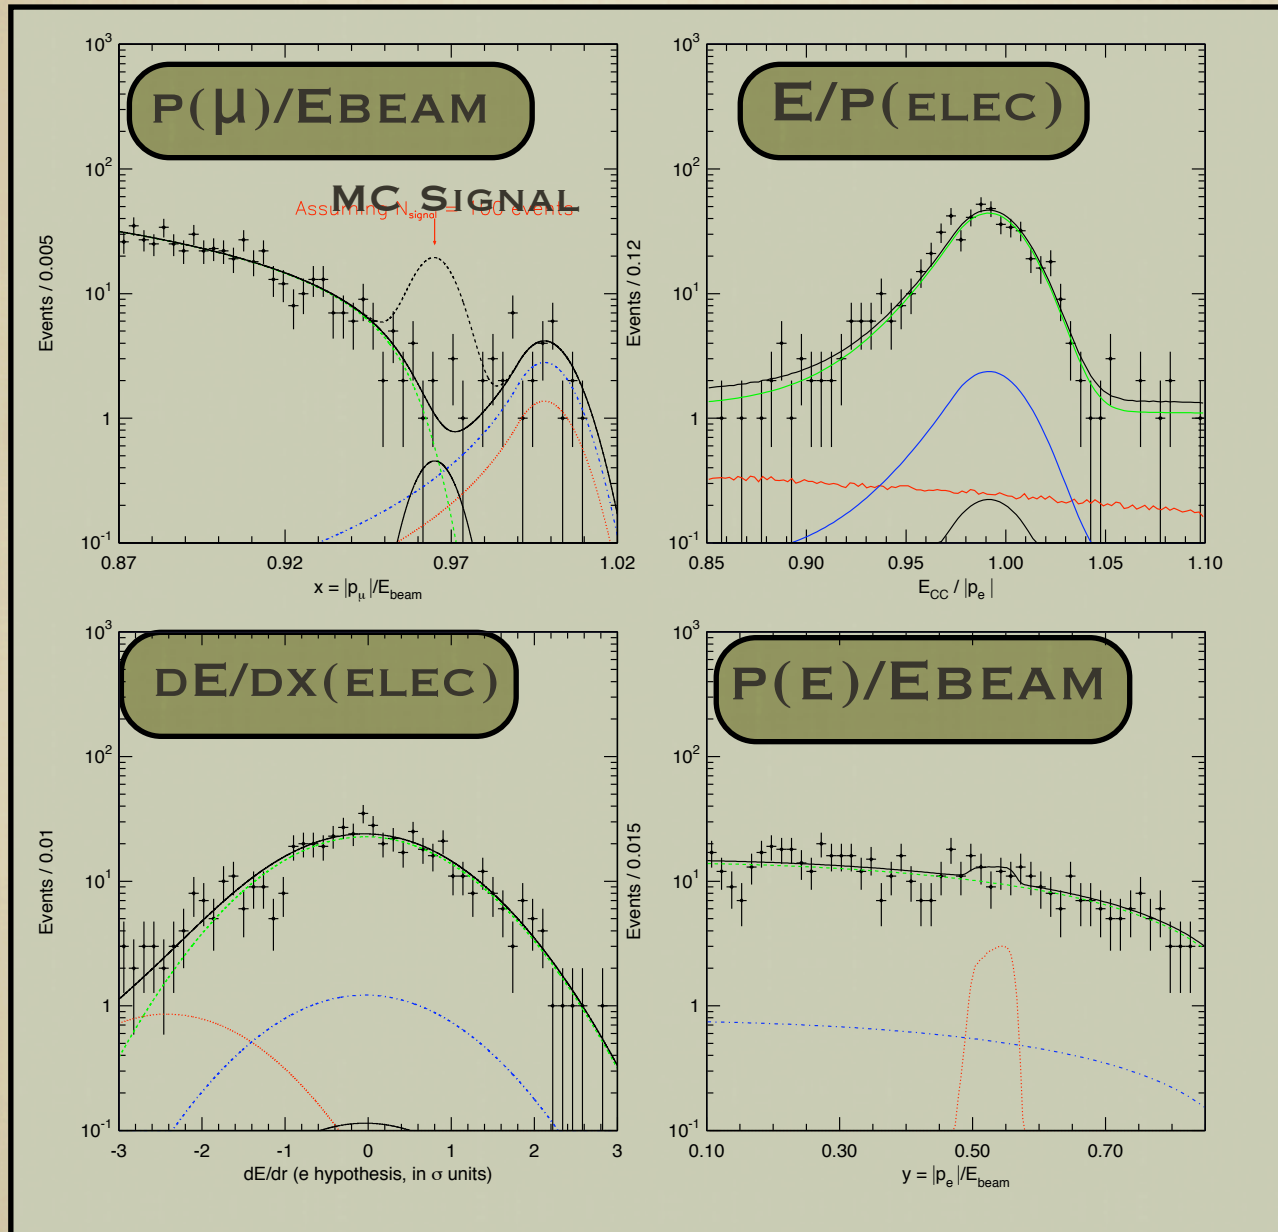 10³
10²
10¹
1
10⁻¹
Events / 0.005
P(μ)/EBEAM
MC SIGNAL
Assuming N_signal = 100 events
0.87 0.92 0.97 1.02
x = |p_μ|/E_beam
10³
10²
10¹
1
10⁻¹
Events / 0.12
E/P(ELEC)
0.85 0.90 0.95 1.00 1.05 1.10
E_CC / |p_e|
10³
10²
10¹
1
10⁻¹
Events / 0.01
DE/DX(ELEC)
-3 -2 -1 0 1 2 3
dE/dr (e hypothesis, in σ units)
10³
10²
10¹
1
10⁻¹
Events / 0.015
P(E)/EBEAM
0.10 0.30 0.50 0.70
y = |p_e|/E_beam